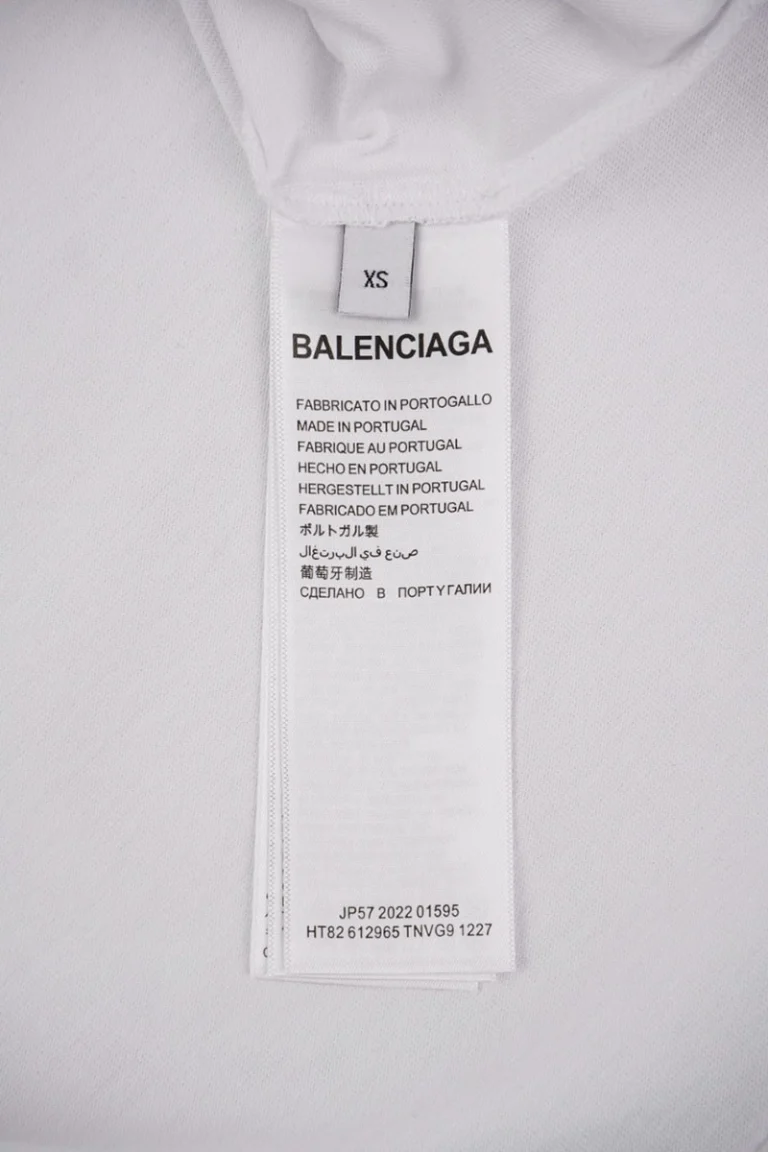 XS
BALENCIAGA
FABBRICATO IN PORTOGALLO
MADE IN PORTUGAL
FABRIQUE AU PORTUGAL
HECHO EN PORTUGAL
HERGESTELLT IN PORTUGAL
FABRICADO EM PORTUGAL
ポルトガル製
صنع في البرتغال
葡萄牙制造
СДЕЛАНО В ПОРТУГАЛИИ
JP57 2022 01595
HT82 612965 TNVG9 1227